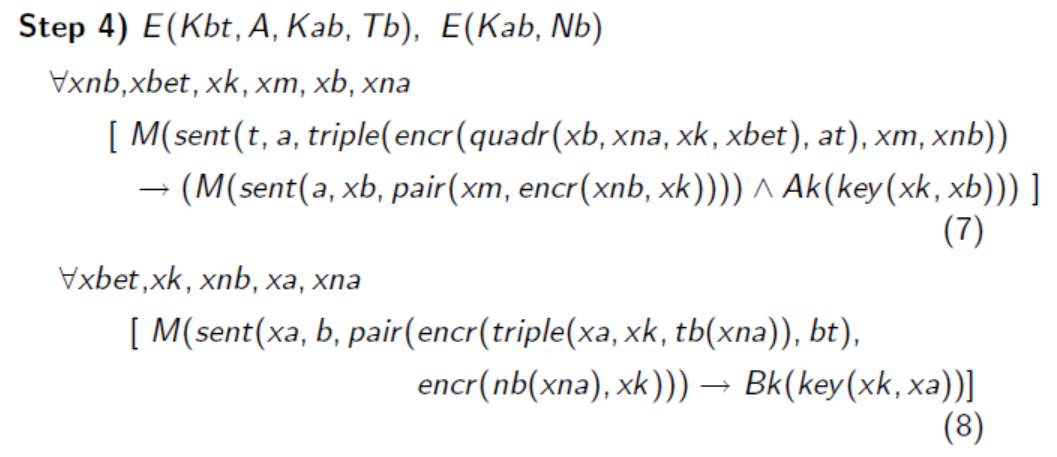 Step 4) E(Kbt, A, Kab, Tb), E(Kab, Nb)
∀xnb,xbet, xk, xm, xb, xna
[ M(sent(t, a, triple(encr(quadr(xb, xna, xk, xbet), at), xm, xnb))
→ (M(sent(a, xb, pair(xm, encr(xnb, xk)))) ∧ Ak(key(xk, xb))) ]
(7)
∀xbet,xk, xnb, xa, xna
[ M(sent(xa, b, pair(encr(triple(xa, xk, tb(xna)), bt),
encr(nb(xna), xk))) → Bk(key(xk, xa))]
(8)